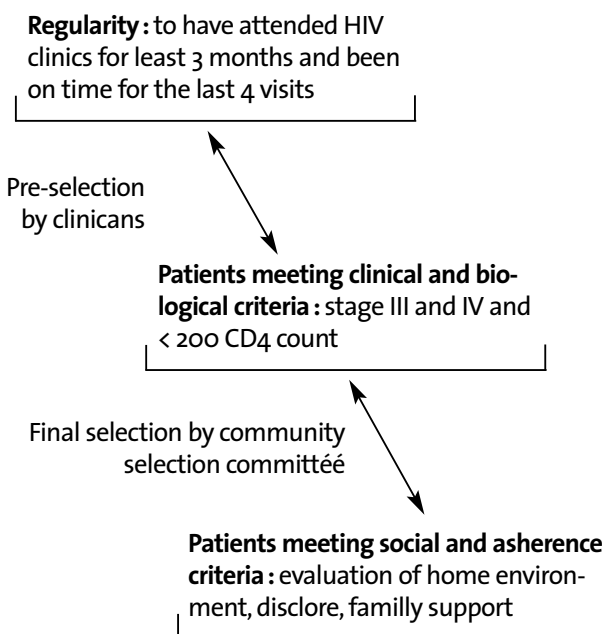 Regularity : to have attended HIV
clinics for least 3 months and been
on time for the last 4 visits
Pre-selection
by clinicans
Patients meeting clinical and bio-
logical criteria : stage III and IV and
< 200 CD4 count
Final selection by community
selection committéé
Patients meeting social and asherence
criteria : evaluation of home environ-
ment, disclore, familly support